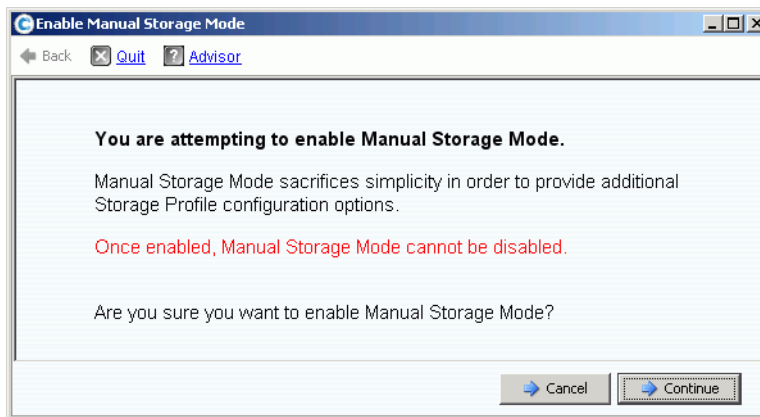 Enable Manual Storage Mode
Back Quit Advisor
You are attempting to enable Manual Storage Mode.
Manual Storage Mode sacrifices simplicity in order to provide additional
Storage Profile configuration options.
Once enabled, Manual Storage Mode cannot be disabled.
Are you sure you want to enable Manual Storage Mode?
Cancel Continue